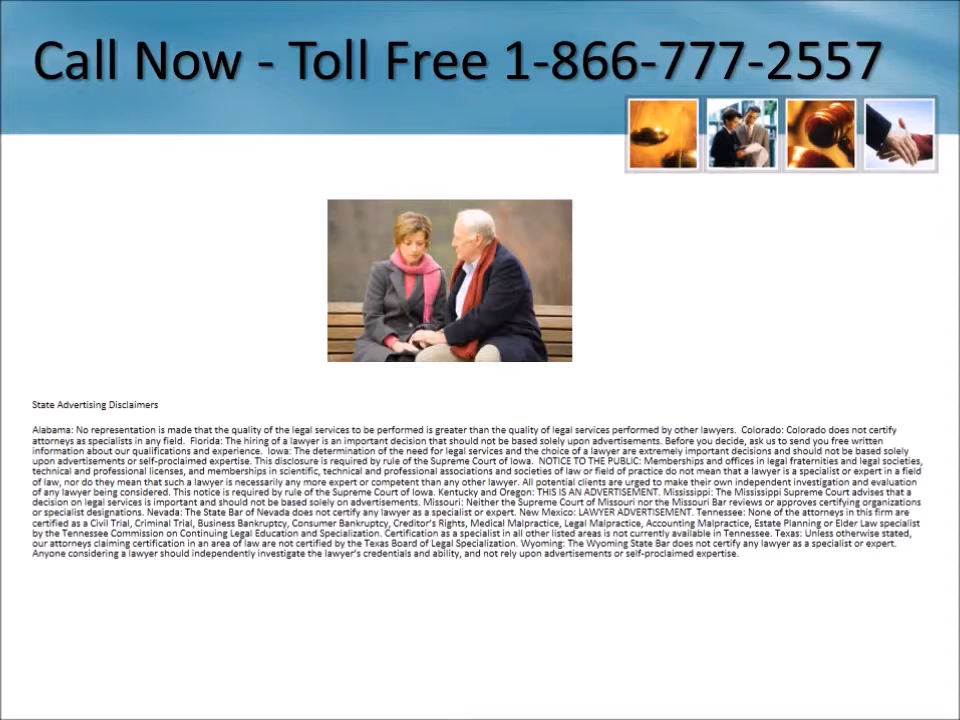 Call Now - Toll Free 1-866-777-2557
State Advertising Disclaimers
Alabama: No representation is made that the quality of the legal services to be performed is greater than the quality of legal services performed by other lawyers.  Colorado: Colorado does not certify
attorneys as specialists in any field.  Florida: The hiring of a lawyer is an important decision that should not be based solely upon advertisements. Before you decide, ask us to send you free written
information about our qualifications and experience.  Iowa: The determination of the need for legal services and the choice of a lawyer are extremely important decisions and should not be based solely
upon advertisements or self-proclaimed expertise. This disclosure is required by rule of the Supreme Court of Iowa.  NOTICE TO THE PUBLIC: Memberships and offices in legal fraternities and legal societies,
technical and professional licenses, and memberships in scientific, technical and professional associations and societies of law or field of practice do not mean that a lawyer is a specialist or expert in a field
of law, nor do they mean that such a lawyer is necessarily any more expert or competent than any other lawyer. All potential clients are urged to make their own independent investigation and evaluation
of any lawyer being considered. This notice is required by rule of the Supreme Court of Iowa. Kentucky and Oregon: THIS IS AN ADVERTISEMENT. Mississippi: The Mississippi Supreme Court advises that a
decision on legal services is important and should not be based solely on advertisements. Missouri: Neither the Supreme Court of Missouri nor the Missouri Bar reviews or approves certifying organizations
or specialist designations. Nevada: The State Bar of Nevada does not certify any lawyer as a specialist or expert. New Mexico: LAWYER ADVERTISEMENT. Tennessee: None of the attorneys in this firm are
certified as a Civil Trial, Criminal Trial, Business Bankruptcy, Consumer Bankruptcy, Creditor's Rights, Medical Malpractice, Legal Malpractice, Accounting Malpractice, Estate Planning or Elder Law specialist
by the Tennessee Commission on Continuing Legal Education and Specialization. Certification as a specialist in all other listed areas is not currently available in Tennessee. Texas: Unless otherwise stated,
our attorneys claiming certification in an area of law are not certified by the Texas Board of Legal Specialization. Wyoming: The Wyoming State Bar does not certify any lawyer as a specialist or expert.
Anyone considering a lawyer should independently investigate the lawyer's credentials and ability, and not rely upon advertisements or self-proclaimed expertise.